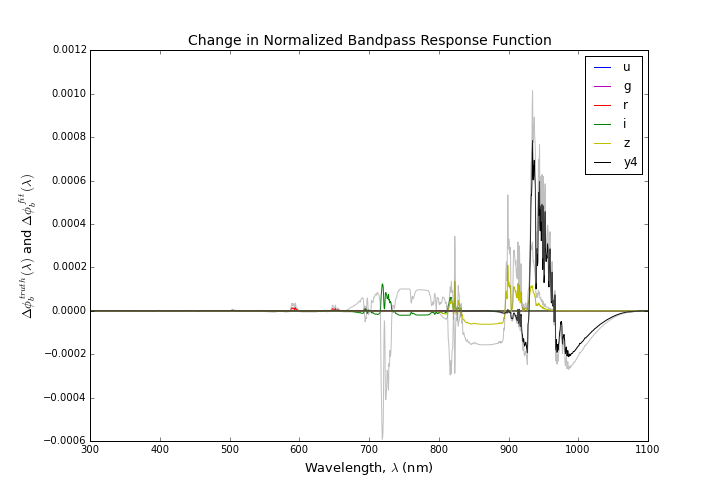 Change in Normalized Bandpass Response Function
0.0012
0.0010
0.0008
0.0006
0.0004
0.0002
0.0000
−0.0002
−0.0004
−0.0006
Δϕ_b^truth(λ) and Δϕ_b^fit(λ)
u
g
r
i
z
y4
300 400 500 600 700 800 900 1000 1100
Wavelength, λ (nm)